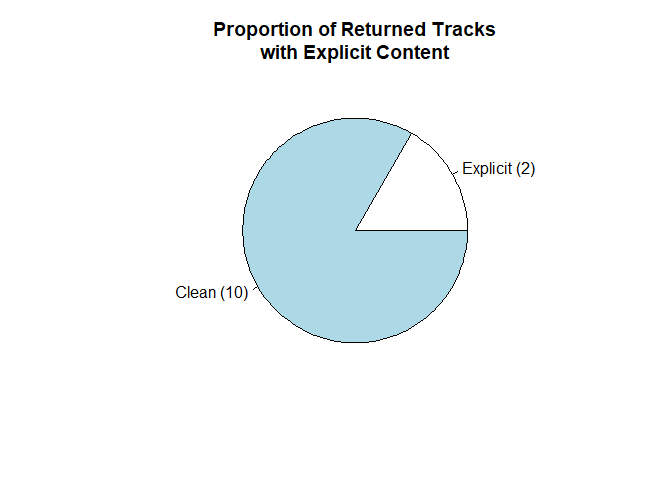 Proportion of Returned Tracks
with Explicit Content
Explicit (2)
Clean (10)